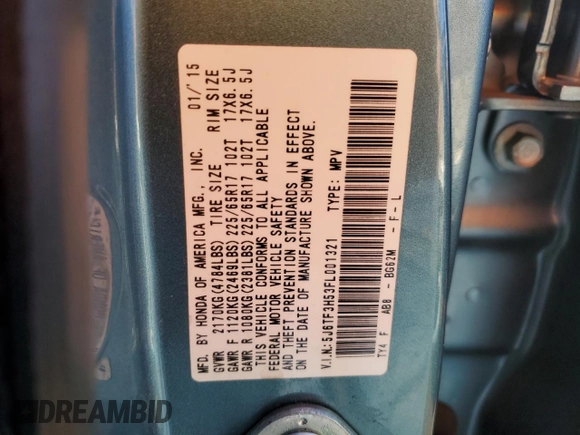 MFD. BY HONDA OF AMERICA MFG., INC. 01/'15
GVWR 2170KG(4784LBS) TIRE SIZE RIM SIZE
GAWR F 1120KG(2469LBS) 225/65R17 102T 17X6.5J
GAWR R 1080KG(2381LBS) 225/65R17 102T 17X6.5J
THIS VEHICLE CONFORMS TO ALL APPLICABLE
FEDERAL MOTOR VEHICLE SAFETY
AND THEFT PREVENTION STANDARDS IN EFFECT
ON THE DATE OF MANUFACTURE SHOWN ABOVE.
V.I.N.:5J6TF3H53FL001321 TYPE: MPV
TY4 F AB8 - BG62M - F - L
DREAMBID